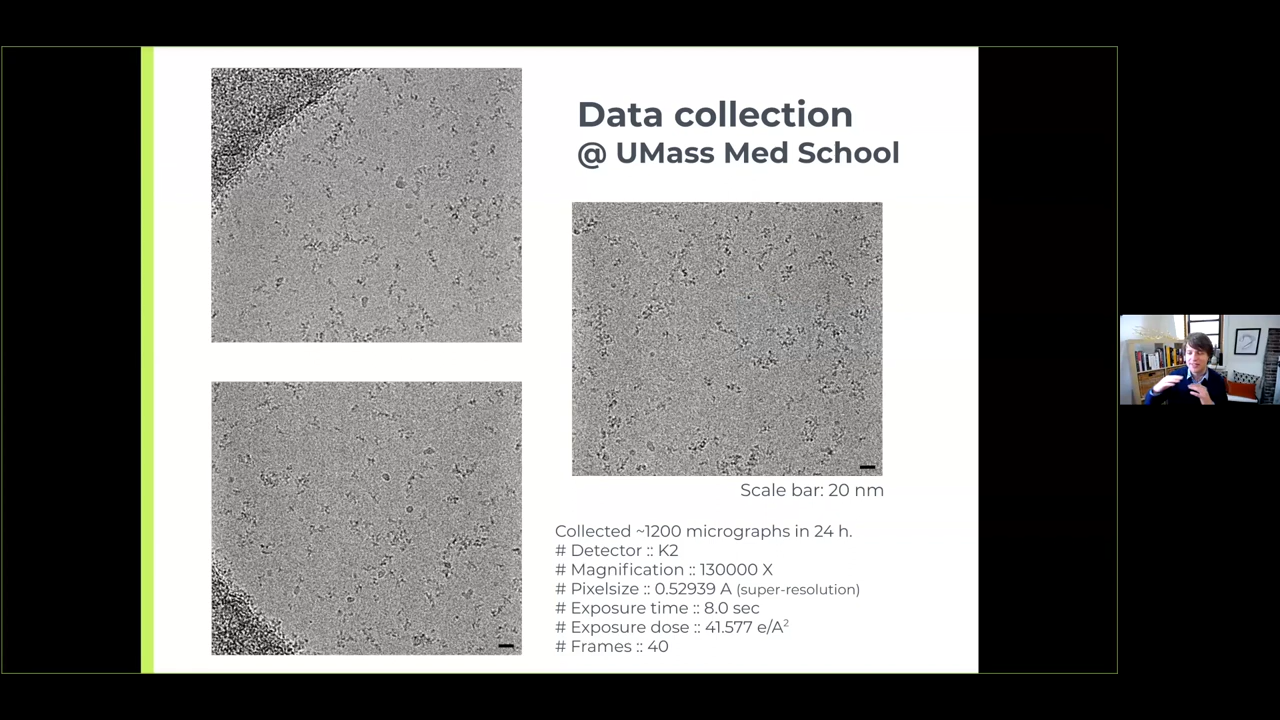 Data collection
@ UMass Med School
Scale bar: 20 nm
Collected ~1200 micrographs in 24 h.
# Detector :: K2
# Magnification :: 130000 X
# Pixelsize :: 0.52939 A (super-resolution)
# Exposure time :: 8.0 sec
# Exposure dose :: 41.577 e/A²
# Frames :: 40